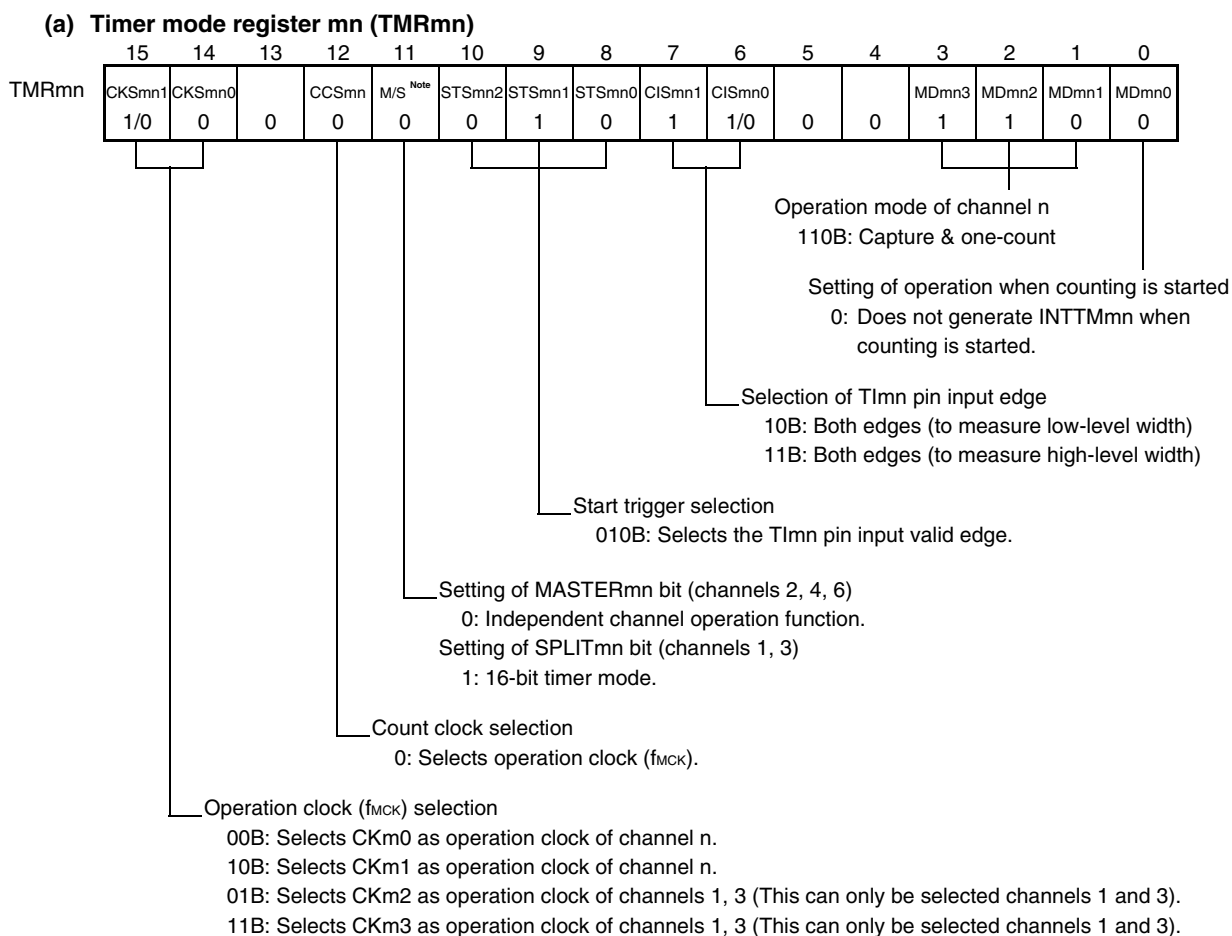 (a) Timer mode register mn (TMRmn)
15 14 13 12 11 10 9 8 7 6 5 4 3 2 1 0
TMRmn CKSmn1 CKSmn0 CCSmn M/S Note STSmn2 STSmn1 STSmn0 CISmn1 CISmn0 MDmn3 MDmn2 MDmn1 MDmn0
1/0 0 0 0 0 0 1 0 1 1/0 0 0 1 1 0 0
Operation mode of channel n
110B: Capture & one-count
Setting of operation when counting is started
0: Does not generate INTTMmn when
counting is started.
Selection of TImn pin input edge
10B: Both edges (to measure low-level width)
11B: Both edges (to measure high-level width)
Start trigger selection
010B: Selects the TImn pin input valid edge.
Setting of MASTERmn bit (channels 2, 4, 6)
0: Independent channel operation function.
Setting of SPLITmn bit (channels 1, 3)
1: 16-bit timer mode.
Count clock selection
0: Selects operation clock (fMCK).
Operation clock (fMCK) selection
00B: Selects CKm0 as operation clock of channel n.
10B: Selects CKm1 as operation clock of channel n.
01B: Selects CKm2 as operation clock of channels 1, 3 (This can only be selected channels 1 and 3).
11B: Selects CKm3 as operation clock of channels 1, 3 (This can only be selected channels 1 and 3).